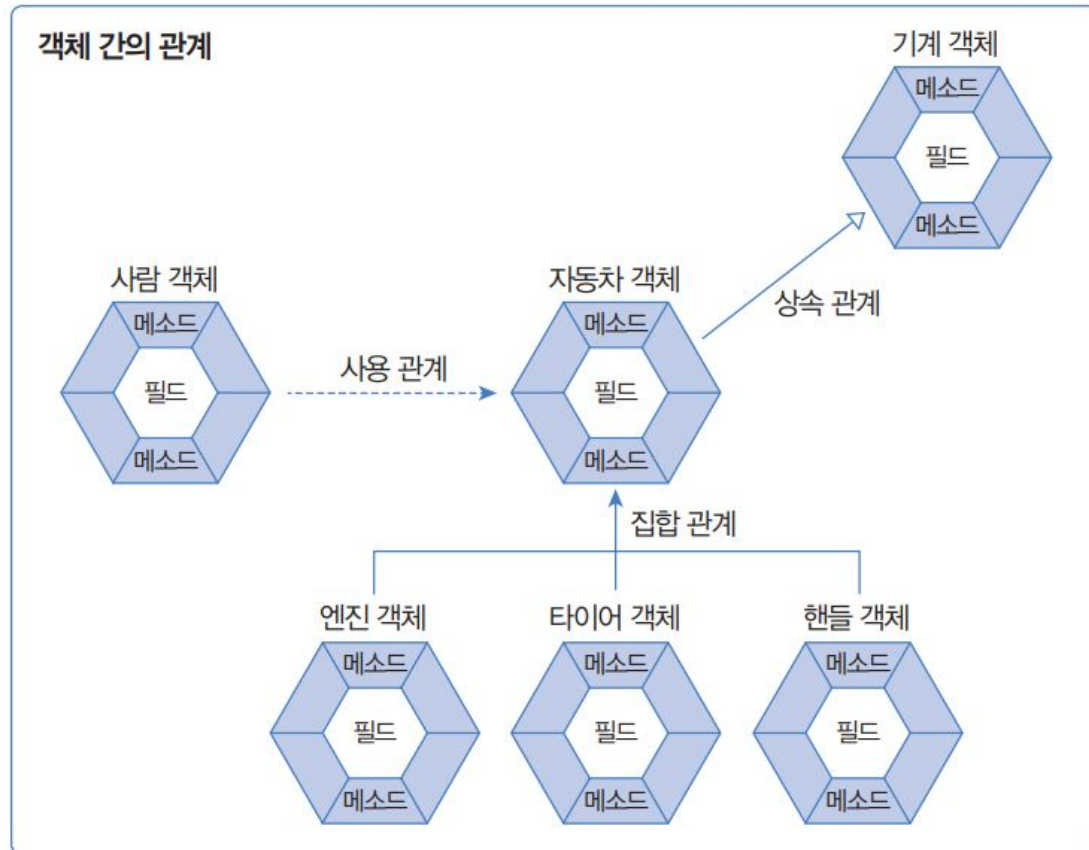 객체 간의 관계
기계 객체
메소드
필드
메소드
사람 객체
메소드
필드
메소드
사용 관계
자동차 객체
메소드
필드
메소드
상속 관계
집합 관계
엔진 객체
메소드
필드
메소드
타이어 객체
메소드
필드
메소드
핸들 객체
메소드
필드
메소드